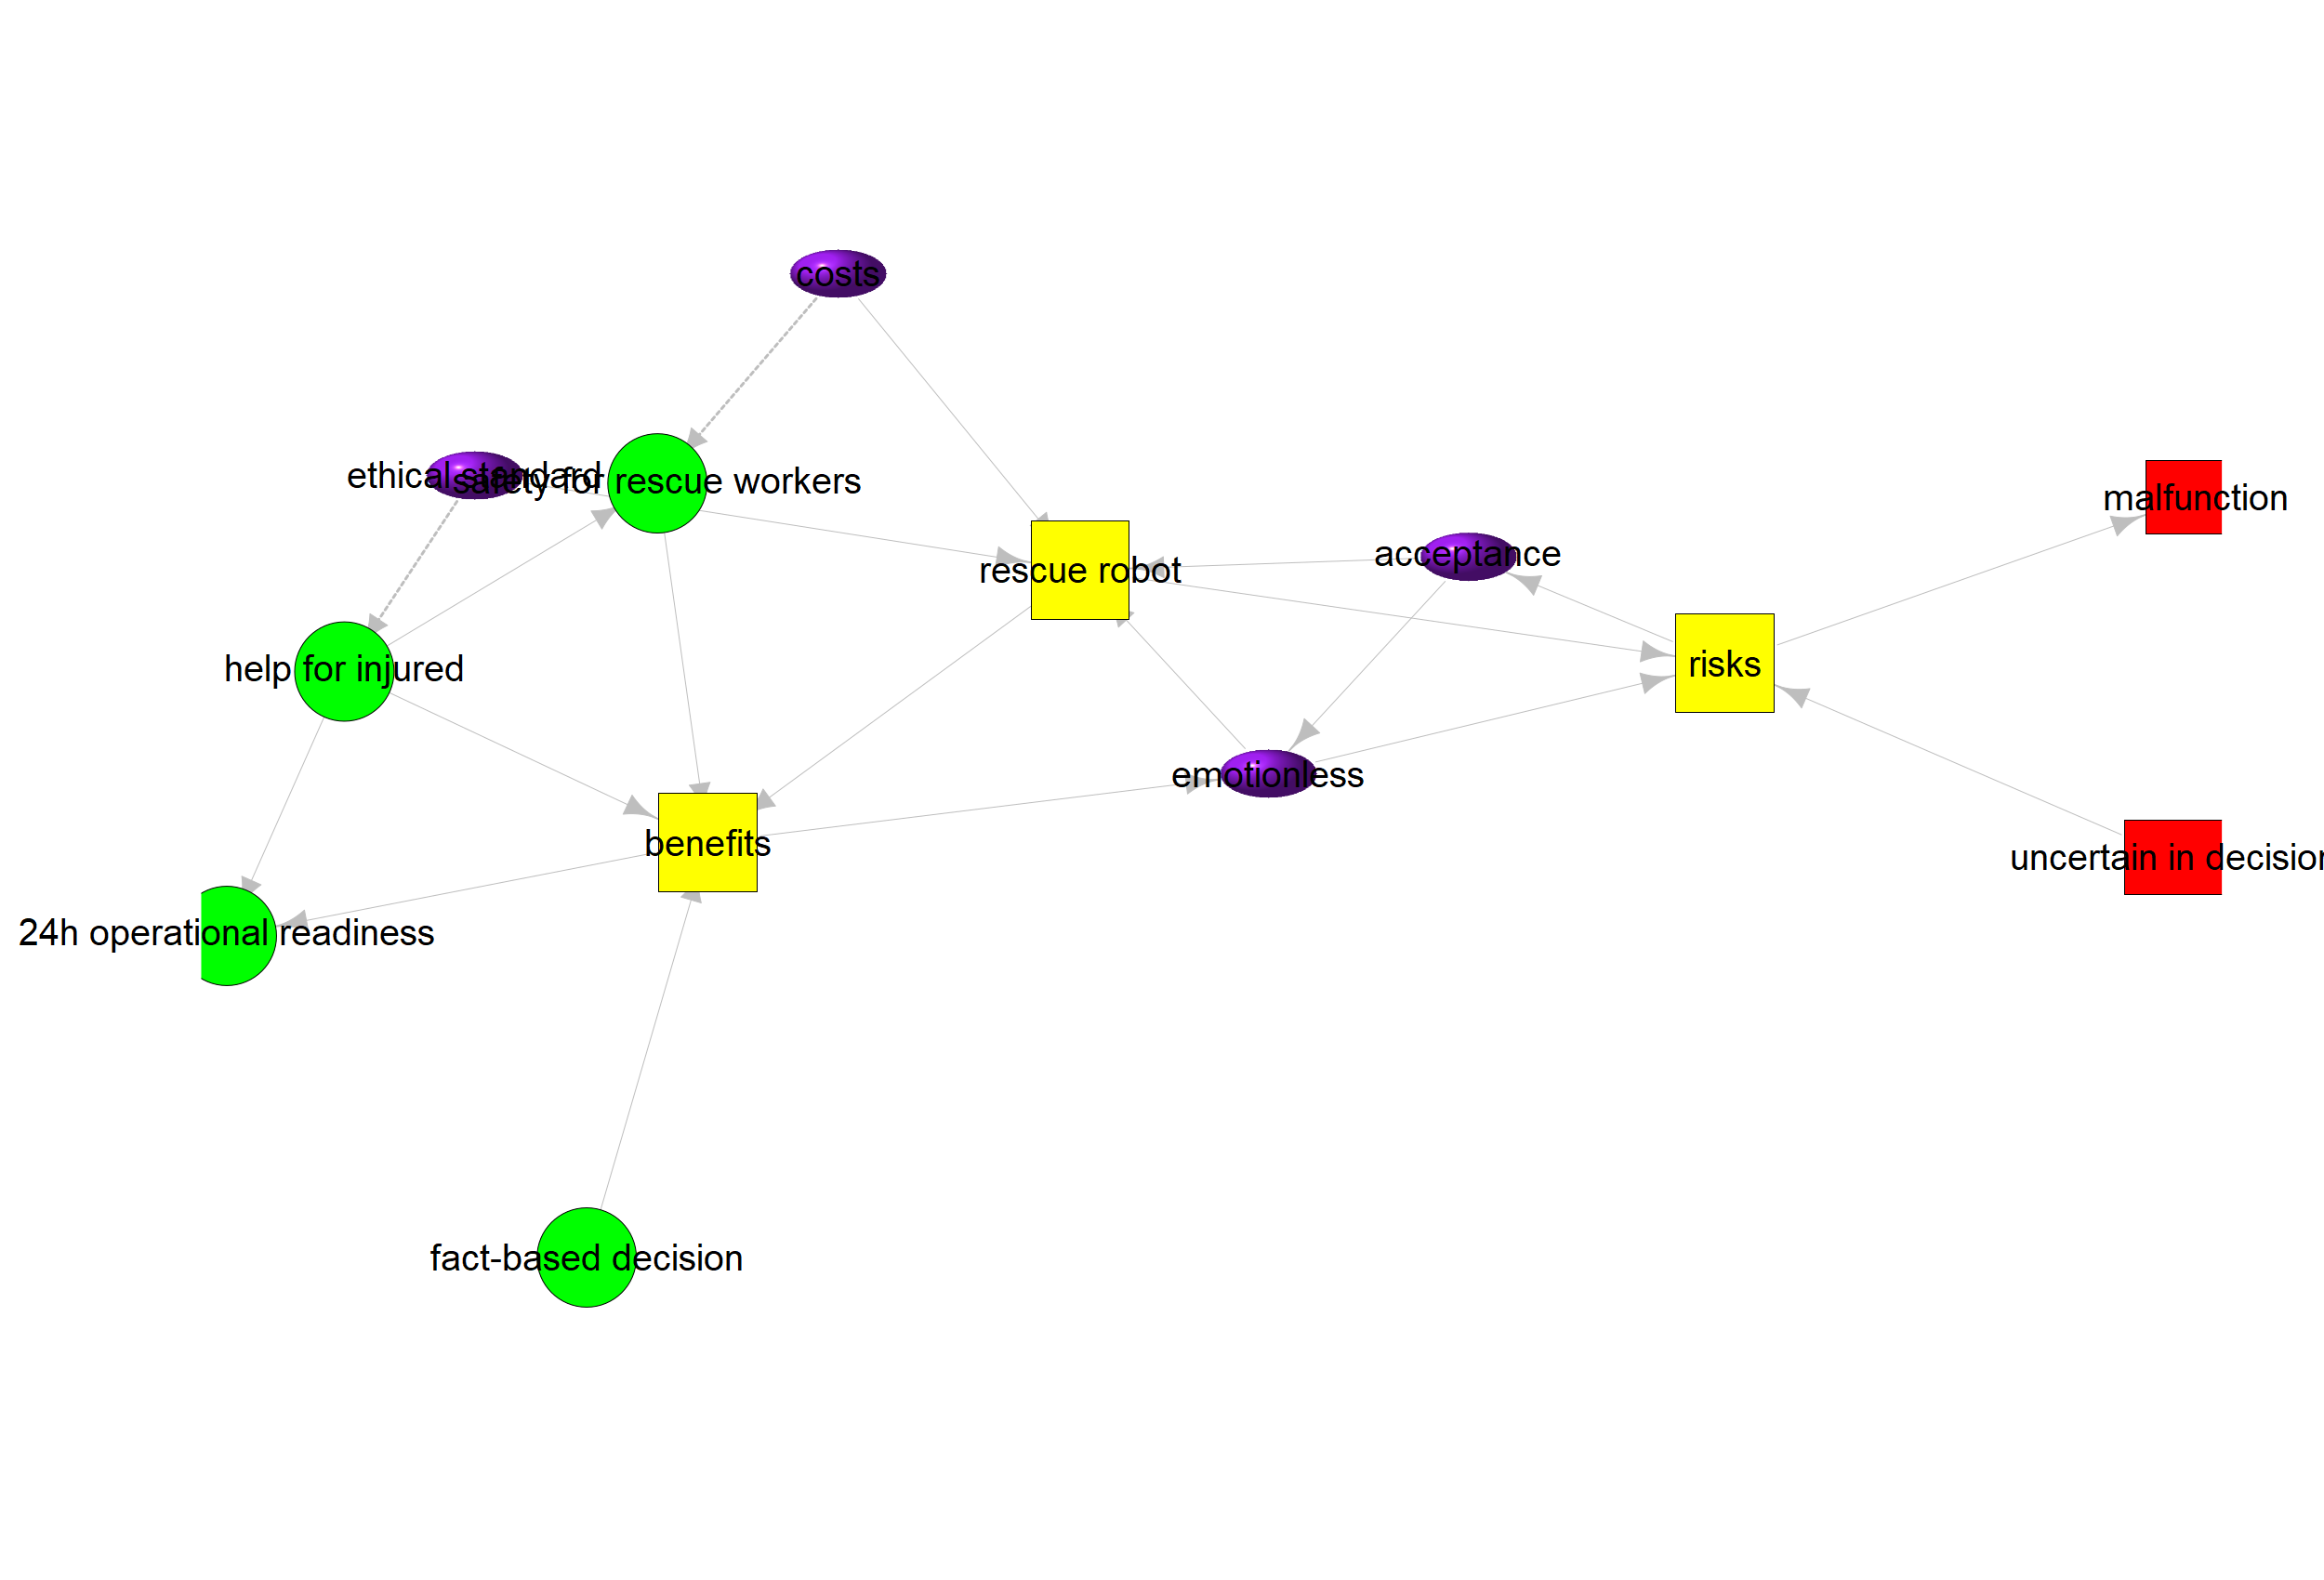 costs
ethical standard
safety for rescue workers
malfunction
acceptance
rescue robot
risks
help for injured
emotionless
benefits
uncertain in decision
24h operational readiness
fact-based decision